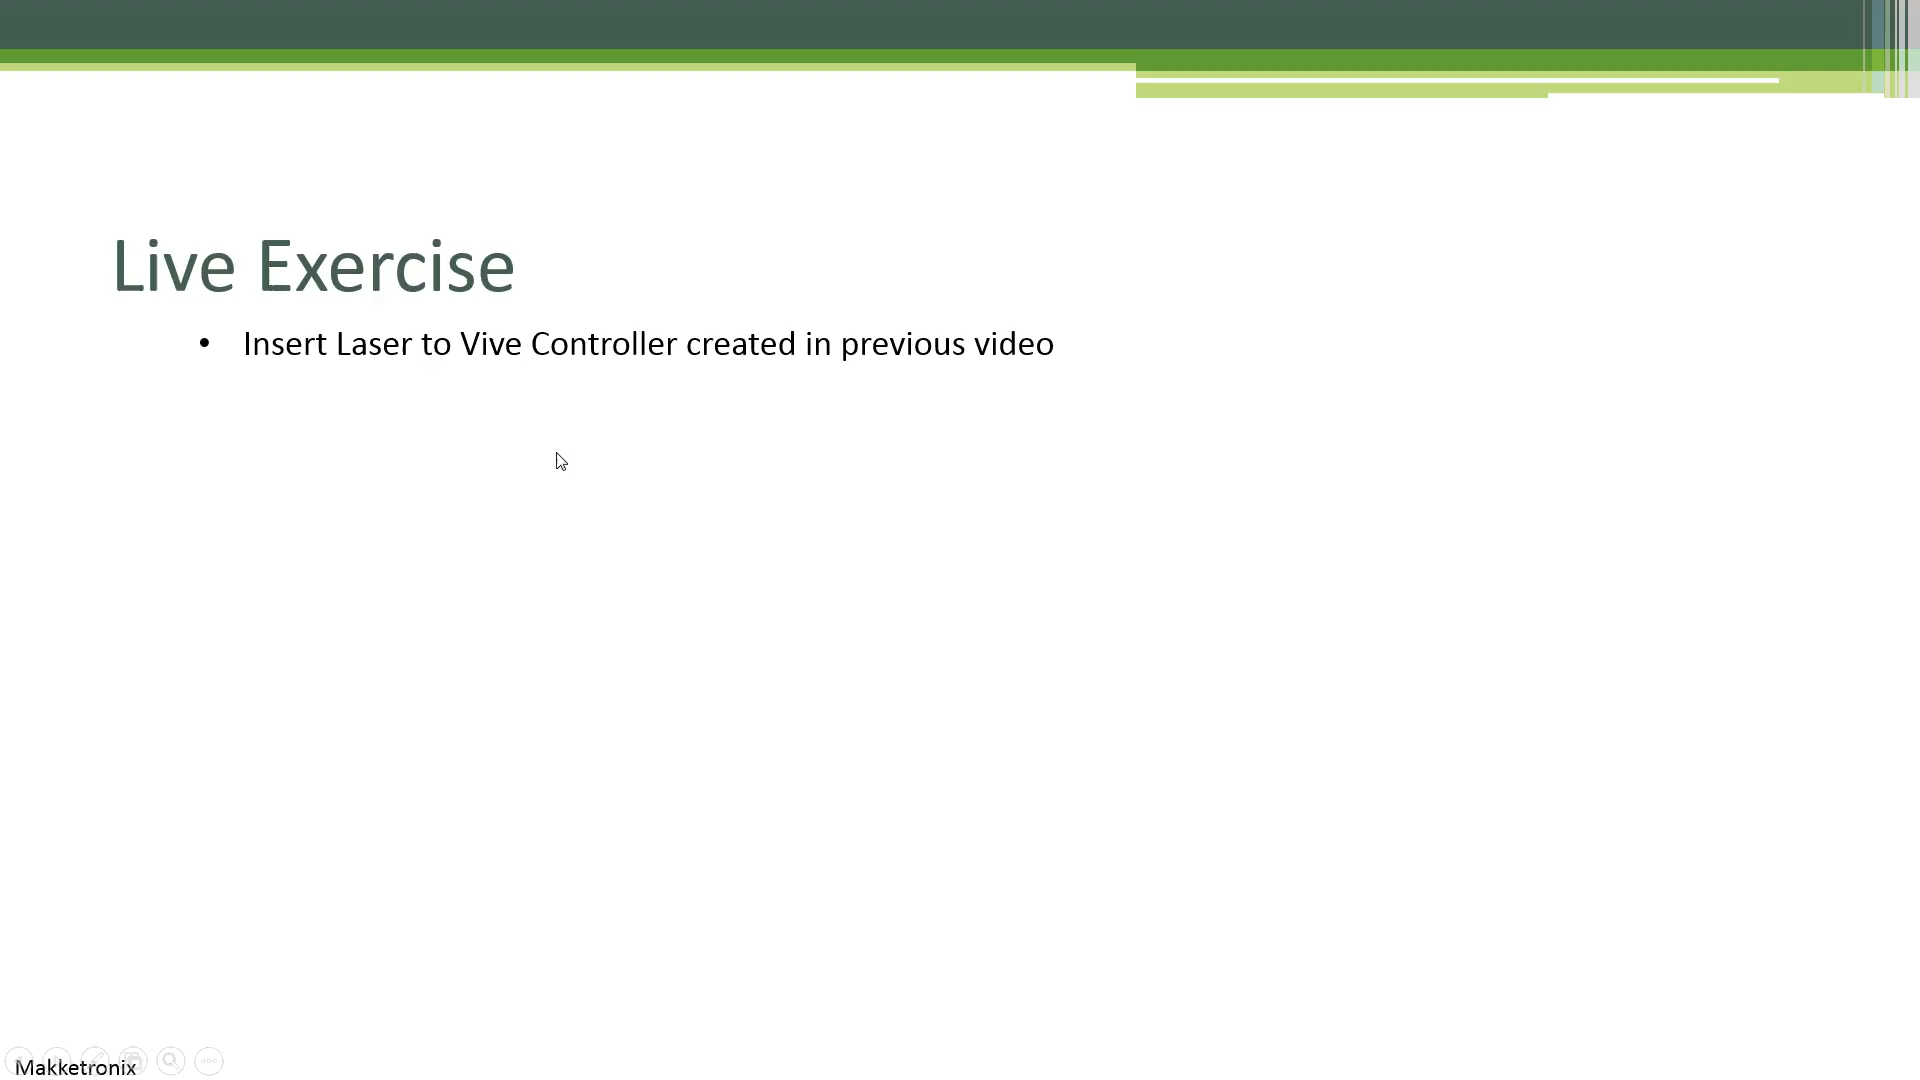 Live Exercise
• Insert Laser to Vive Controller created in previous video
Makketronix